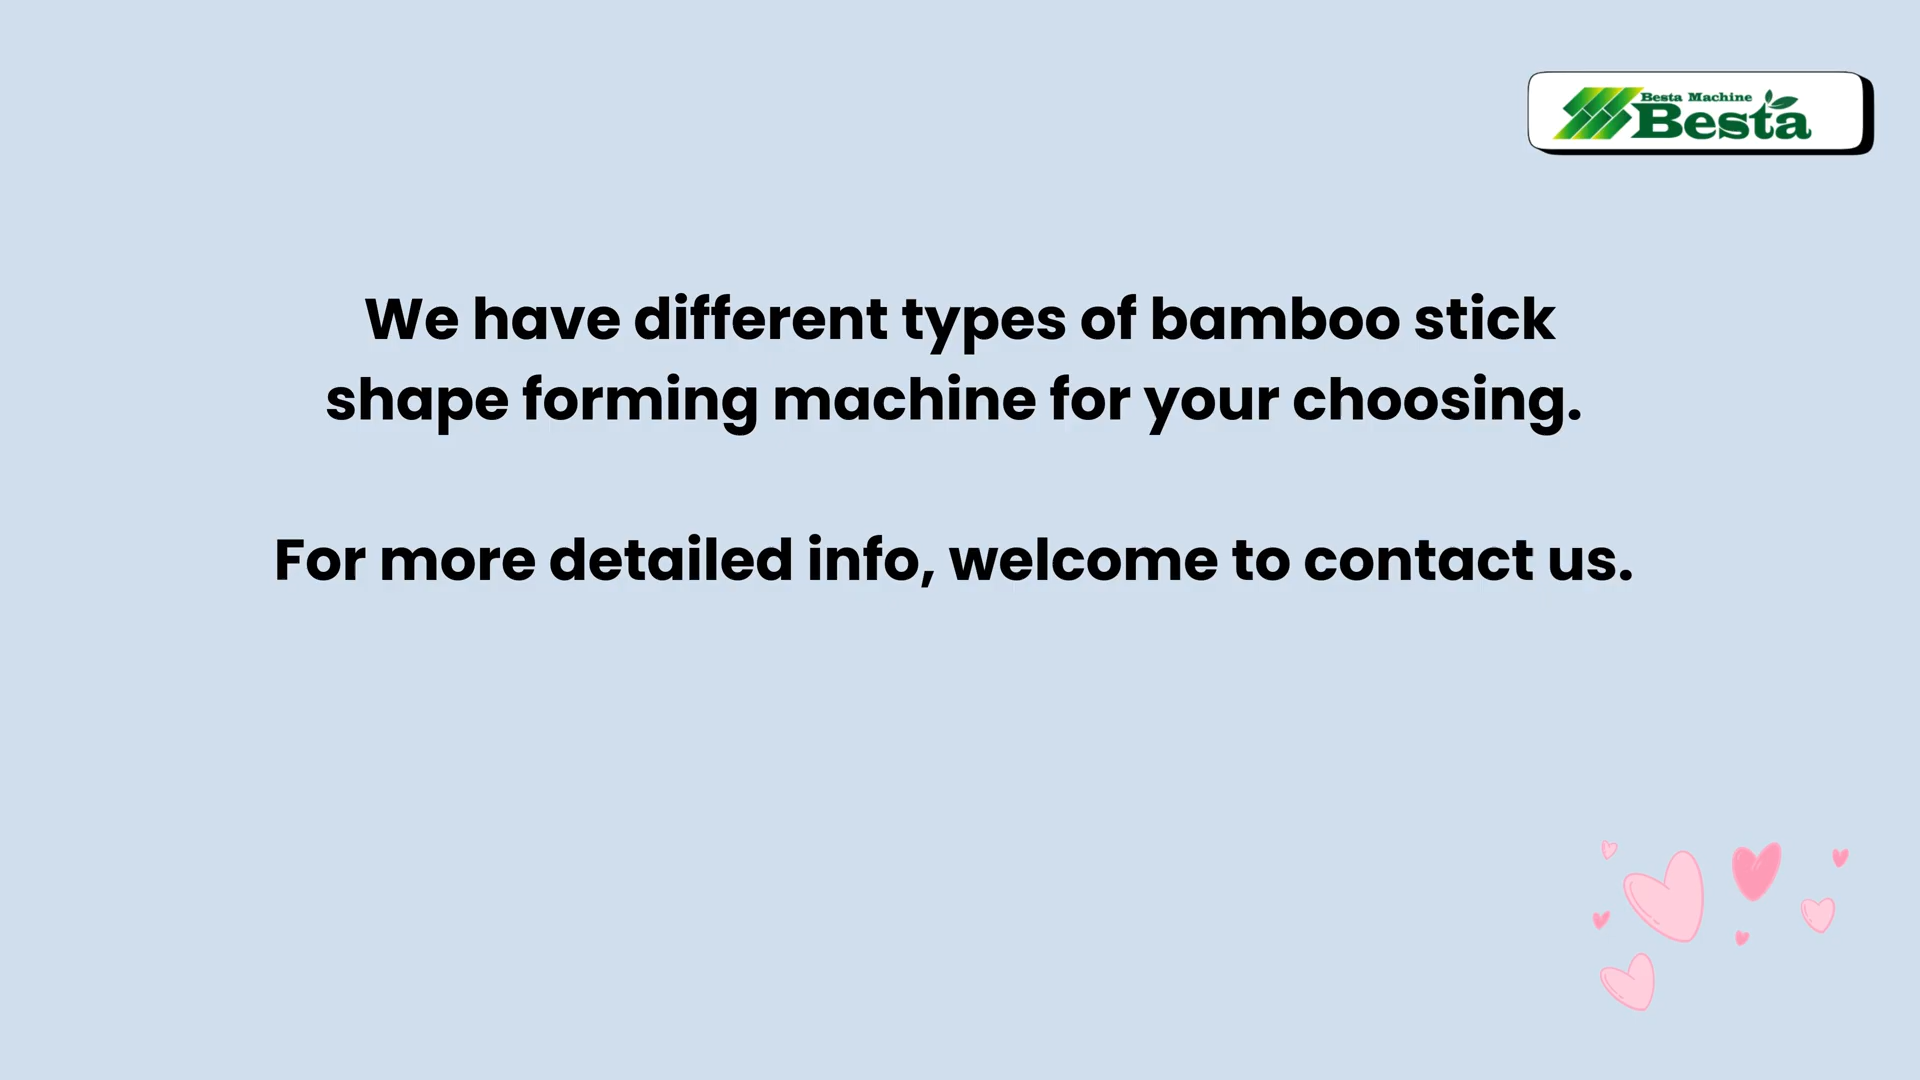 Besta Machine
Besta
We have different types of bamboo stick
shape forming machine for your choosing.
For more detailed info, welcome to contact us.